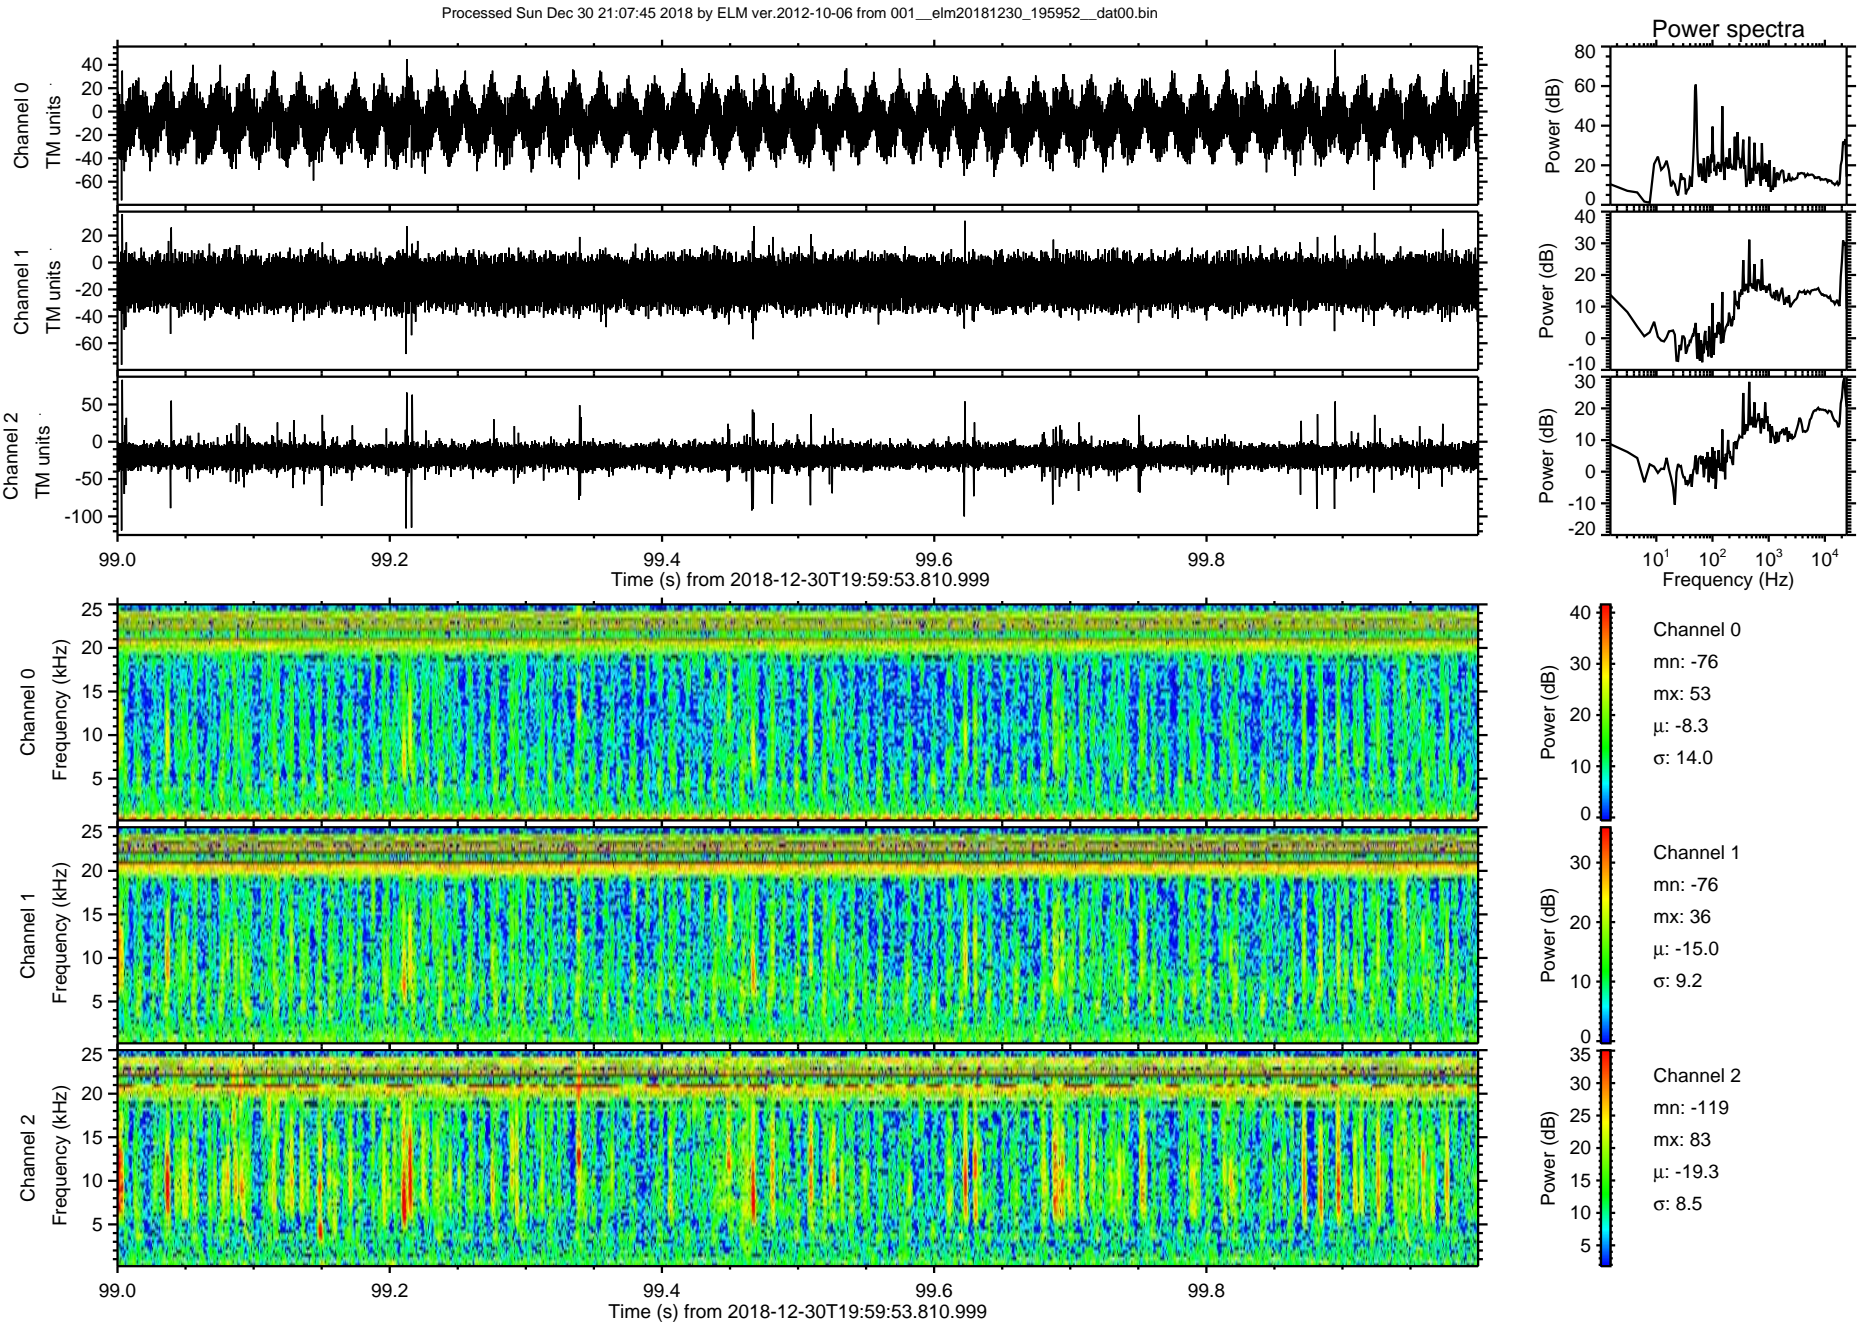 Processed Sun Dec 30 21:07:45 2018 by ELM ver.2012-10-06 from 001__elm20181230_195952__dat00.bin
Power spectra
Channel 0
TM units
40
20
0
-20
-40
-60
Power (dB)
80
60
40
20
0
Channel 1
TM units
20
0
-20
-40
-60
Power (dB)
40
30
20
10
0
-10
Channel 2
TM units
50
0
-50
-100
Power (dB)
30
20
10
0
-10
-20
99.0 99.2 99.4 99.6 99.8
Time (s) from 2018-12-30T19:59:53.810.999
10¹ 10² 10³ 10⁴
Frequency (Hz)
Channel 0
Frequency (kHz)
25
20
15
10
5
Power (dB)
40
30
20
10
0
Channel 0
mn: -76
mx: 53
μ: -8.3
σ: 14.0
Channel 1
Frequency (kHz)
25
20
15
10
5
Power (dB)
30
20
10
0
Channel 1
mn: -76
mx: 36
μ: -15.0
σ: 9.2
Channel 2
Frequency (kHz)
25
20
15
10
5
Power (dB)
35
30
25
20
15
10
5
Channel 2
mn: -119
mx: 83
μ: -19.3
σ: 8.5
99.0 99.2 99.4 99.6 99.8
Time (s) from 2018-12-30T19:59:53.810.999